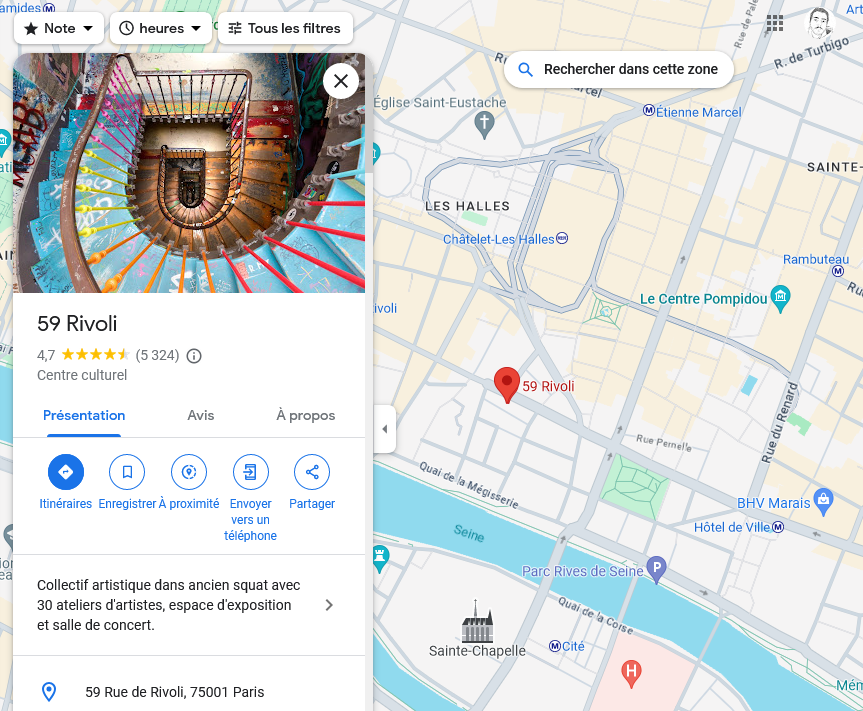 Note
heures
Tous les filtres
Rechercher dans cette zone
R. de Turbigo
Église Saint-Eustache
Étienne Marcel
LES HALLES
SAINTE-
Châtelet-Les Halles
Rambuteau
Le Centre Pompidou
ivoli
59 Rivoli
4,7
(5 324)
Centre culturel
59 Rivoli
Présentation
Avis
À propos
Rue du Renard
Rue Pernelle
Itinéraires
Enregistrer
À proximité
Envoyer
vers un
téléphone
Partager
Quai de la Mégisserie
BHV Marais
Hôtel de Ville
Seine
P
Parc Rives de Seine
Collectif artistique dans ancien squat avec
30 ateliers d'artistes, espace d'exposition
et salle de concert.
Quai de la Corse
Sainte-Chapelle
Cité
H
59 Rue de Rivoli, 75001 Paris
Mém